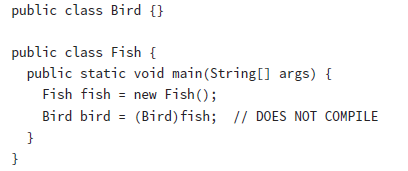 public class Bird {}

public class Fish {
  public static void main(String[] args) {
    Fish fish = new Fish();
    Bird bird = (Bird)fish;  // DOES NOT COMPILE
  }
}